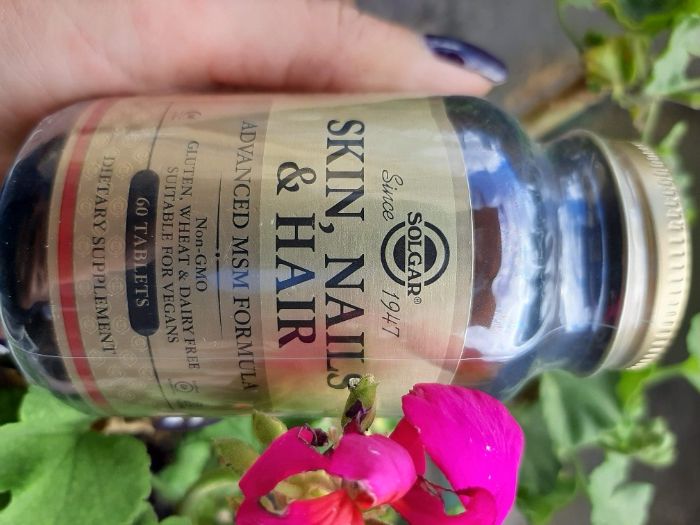 Since 1947
SOLGAR®
SKIN, NAILS
& HAIR
ADVANCED MSM FORMULA
Non-GMO
GLUTEN, WHEAT & DAIRY FREE
SUITABLE FOR VEGANS
60 TABLETS
DIETARY SUPPLEMENT